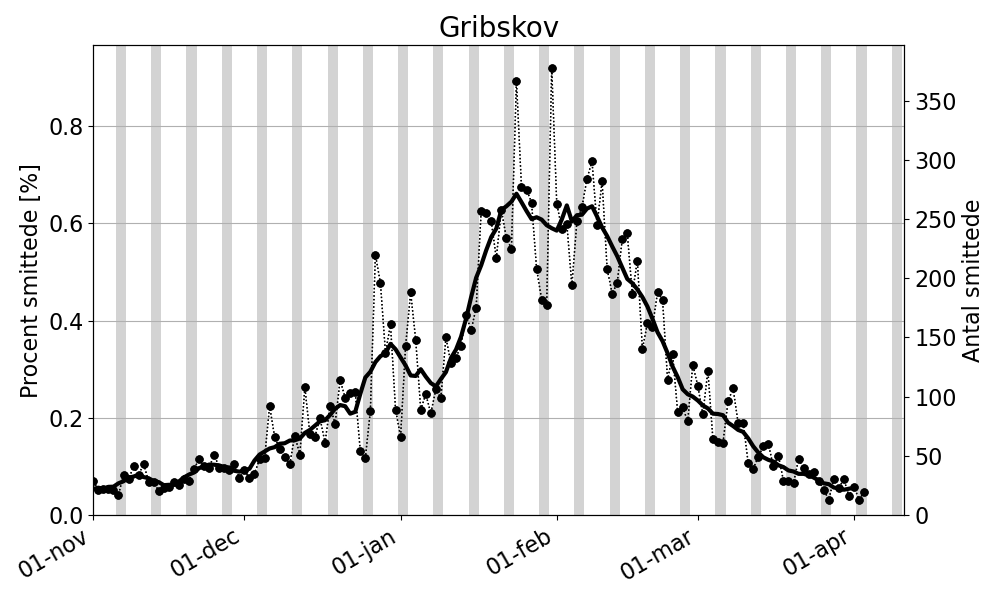 Gribskov
Procent smittede [%]
0.8
0.6
0.4
0.2
0.0
350
300
250
200
150
100
50
0
Antal smittede
01-nov
01-dec
01-jan
01-feb
01-mar
01-apr